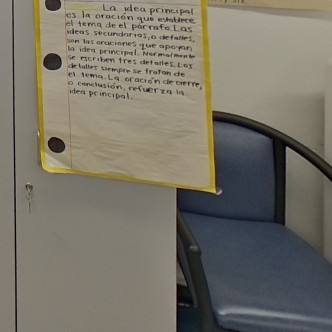 La idea principal
es la oración que establece
el tema de el párrafo. Las
ideas secundarias, o detalles,
son las oraciones que apoyan
la idea principal. Normalmente
se escriben tres detalles. Los
detalles siempre se tratan de
el tema. La oración de cierre,
o conclusión, refuerza la
idea principal.